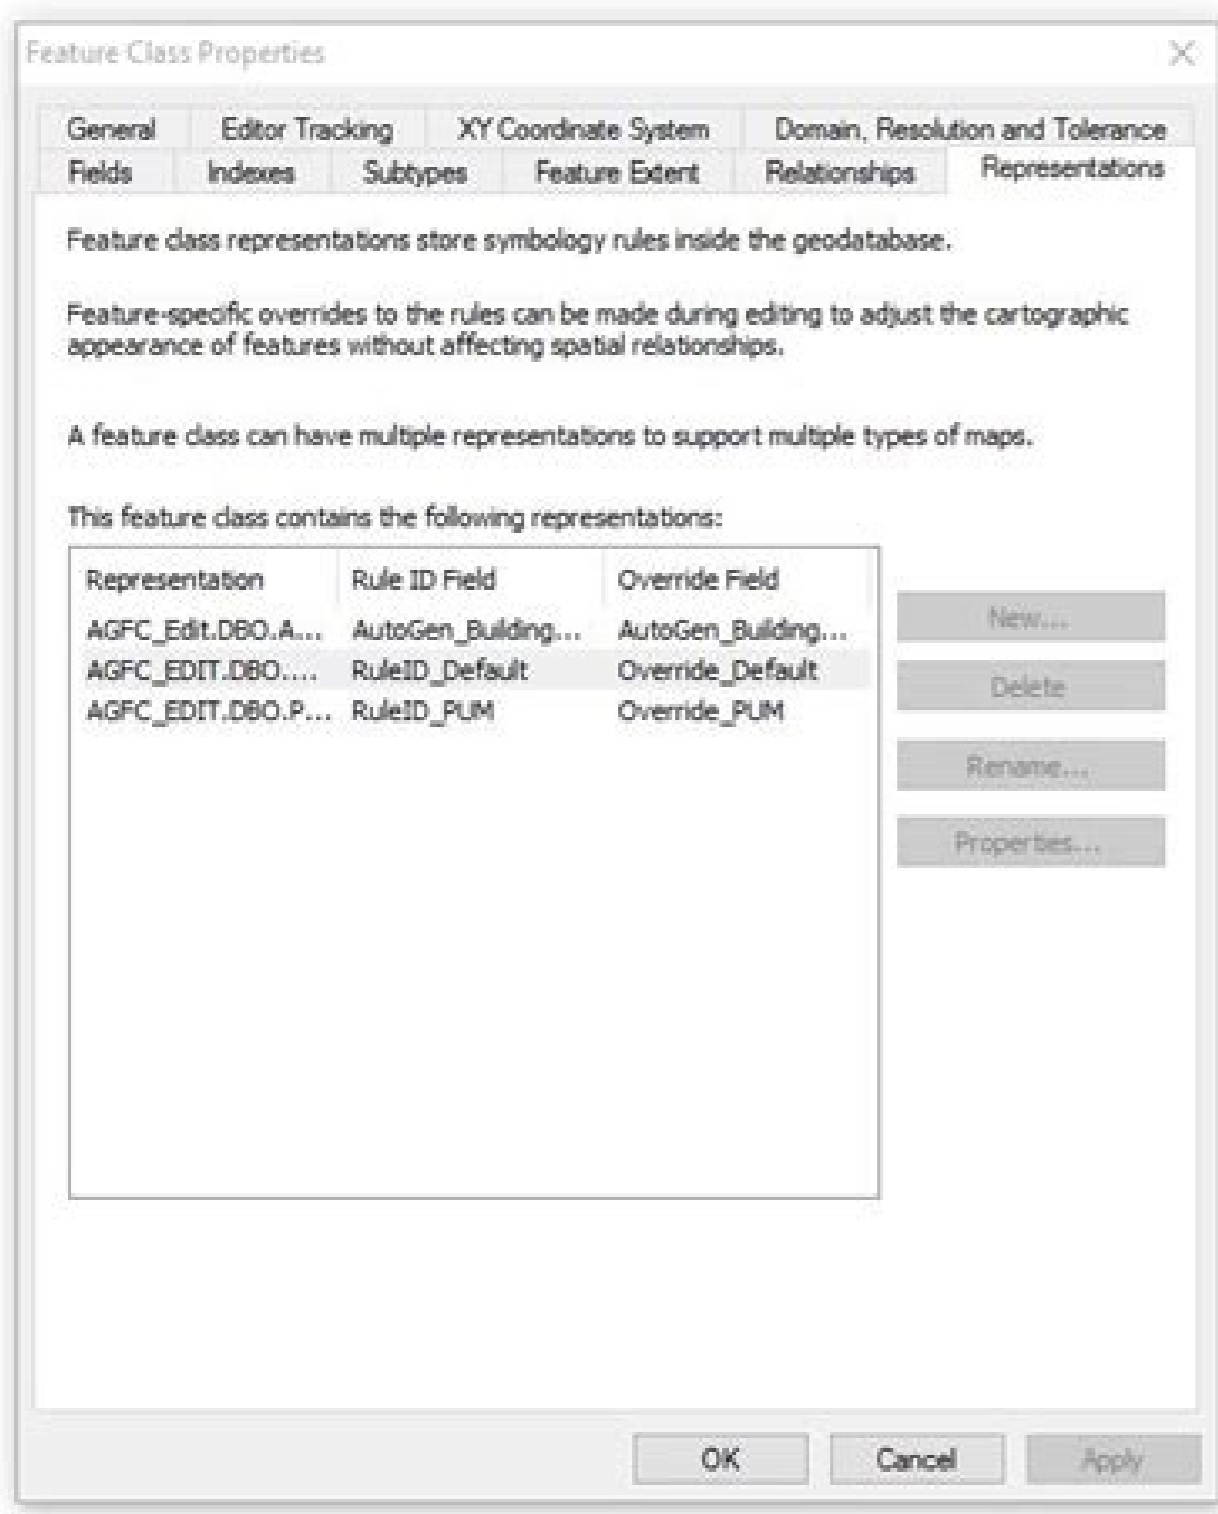 Feature Class Properties
General Editor Tracking XY Coordinate System Domain, Resolution and Tolerance
Fields Indexes Subtypes Feature Extent Relationships Representations
Feature class representations store symbology rules inside the geodatabase.
Feature-specific overrides to the rules can be made during editing to adjust the cartographic
appearance of features without affecting spatial relationships.
A feature class can have multiple representations to support multiple types of maps.
This feature class contains the following representations:
Representation Rule ID Field Override Field
AGFC_Edit.DBO.A... AutoGen_Building... AutoGen_Building...
AGFC_EDIT.DBO.... RuleID_Default Override_Default
AGFC_EDIT.DBO.P... RuleID_PUM Override_PUM
New...
Delete
Rename...
Properties...
OK Cancel Apply